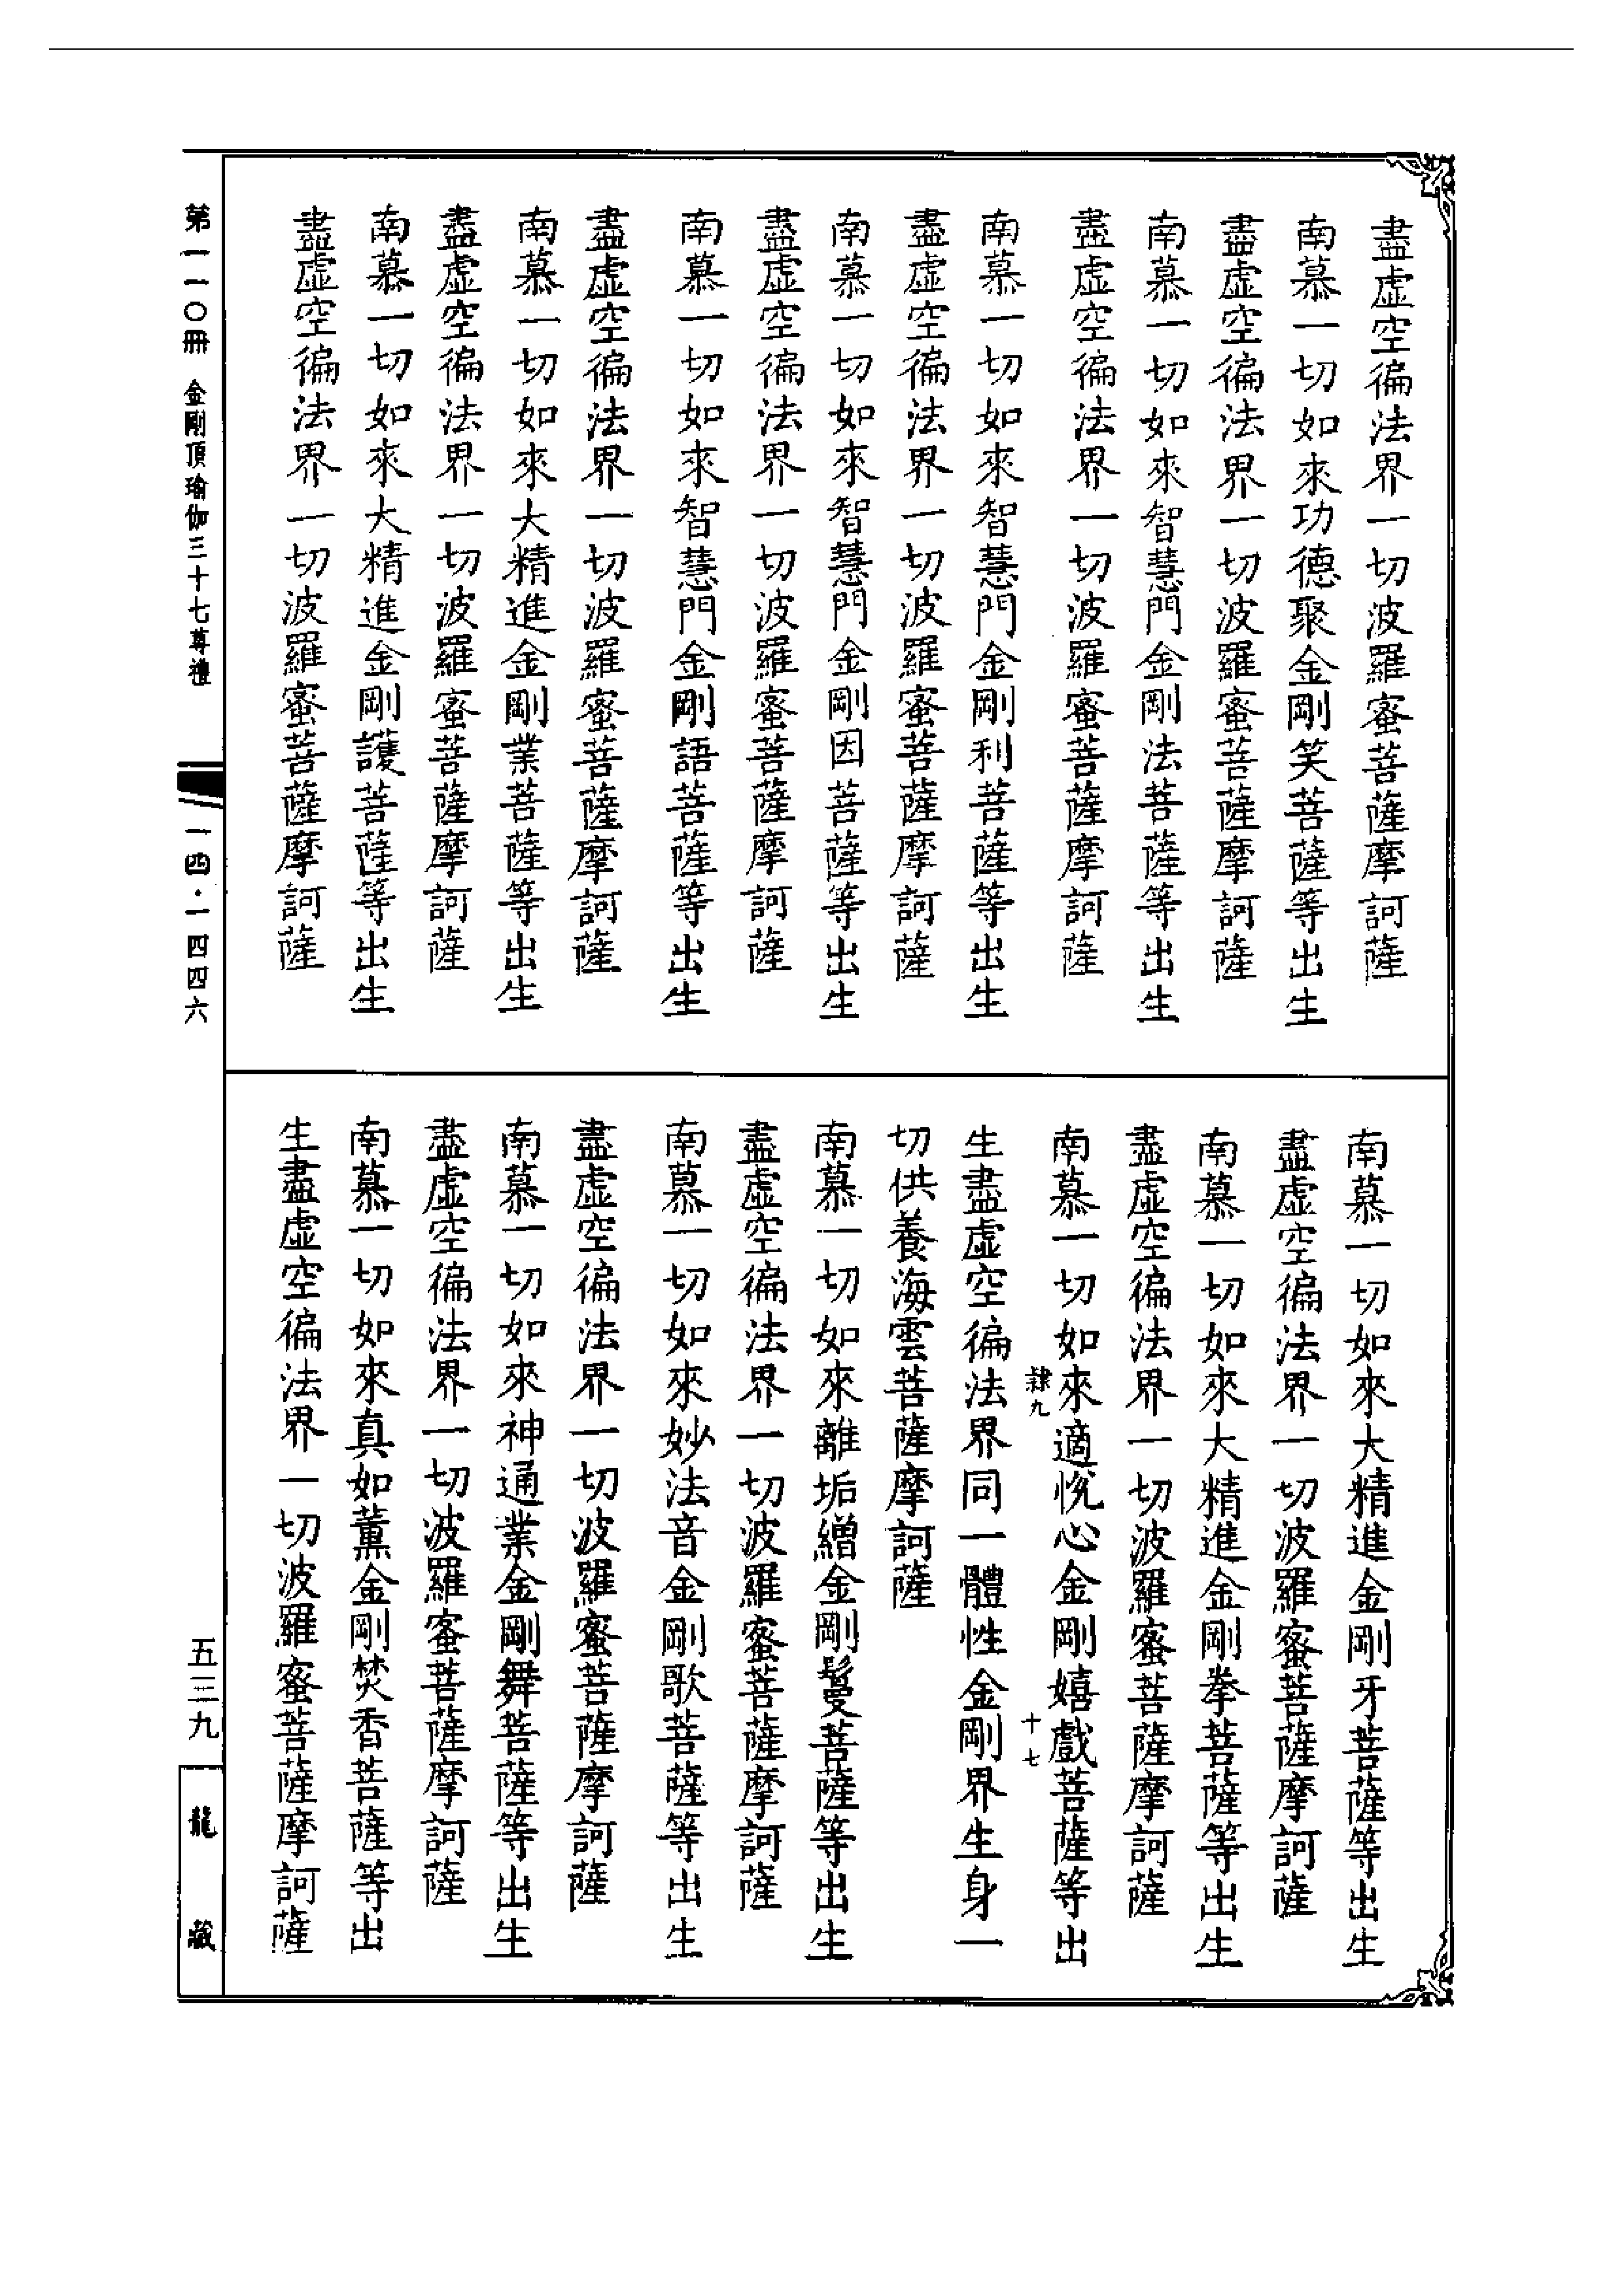 盡虛空徧法界一切波羅蜜菩薩摩訶薩
南慕一切如來功德聚金剛笑菩薩等出生
盡虛空徧法界一切波羅蜜菩薩摩訶薩
南慕一切如來智慧門金剛法菩薩等出生
盡虛空徧法界一切波羅蜜菩薩摩訶薩
南慕一切如來智慧門金剛利菩薩等出生
盡虛空徧法界一切波羅蜜菩薩摩訶薩
南慕一切如來智慧門金剛因菩薩等出生
盡虛空徧法界一切波羅蜜菩薩摩訶薩
南慕一切如來智慧門金剛語菩薩等出生
盡虛空徧法界一切波羅蜜菩薩摩訶薩
南慕一切如來大精進金剛業菩薩等出生
盡虛空徧法界一切波羅蜜菩薩摩訶薩
南慕一切如來大精進金剛護菩薩等出生
盡虛空徧法界一切波羅蜜菩薩摩訶薩
南慕一切如來大精進金剛牙菩薩等出生
盡虛空徧法界一切波羅蜜菩薩摩訶薩
南慕一切如來大精進金剛拳菩薩等出生
盡虛空徧法界一切波羅蜜菩薩摩訶薩
南慕一切如來適悅心金剛嬉戲菩薩等出
隸九 十七
生盡虛空徧法界同一體性金剛界生身一
切供養海雲菩薩摩訶薩
南慕一切如來離垢繒金剛鬘菩薩等出生
盡虛空徧法界一切波羅蜜菩薩摩訶薩
南慕一切如來妙法音金剛歌菩薩等出生
盡虛空徧法界一切波羅蜜菩薩摩訶薩
南慕一切如來神通業金剛舞菩薩等出生
盡虛空徧法界一切波羅蜜菩薩摩訶薩
南慕一切如來真如薰金剛焚香菩薩等出
生盡虛空徧法界一切波羅蜜菩薩摩訶薩
第一一〇冊 金剛頂瑜伽三十七尊禮
一四·一四四六
五三九
龍藏